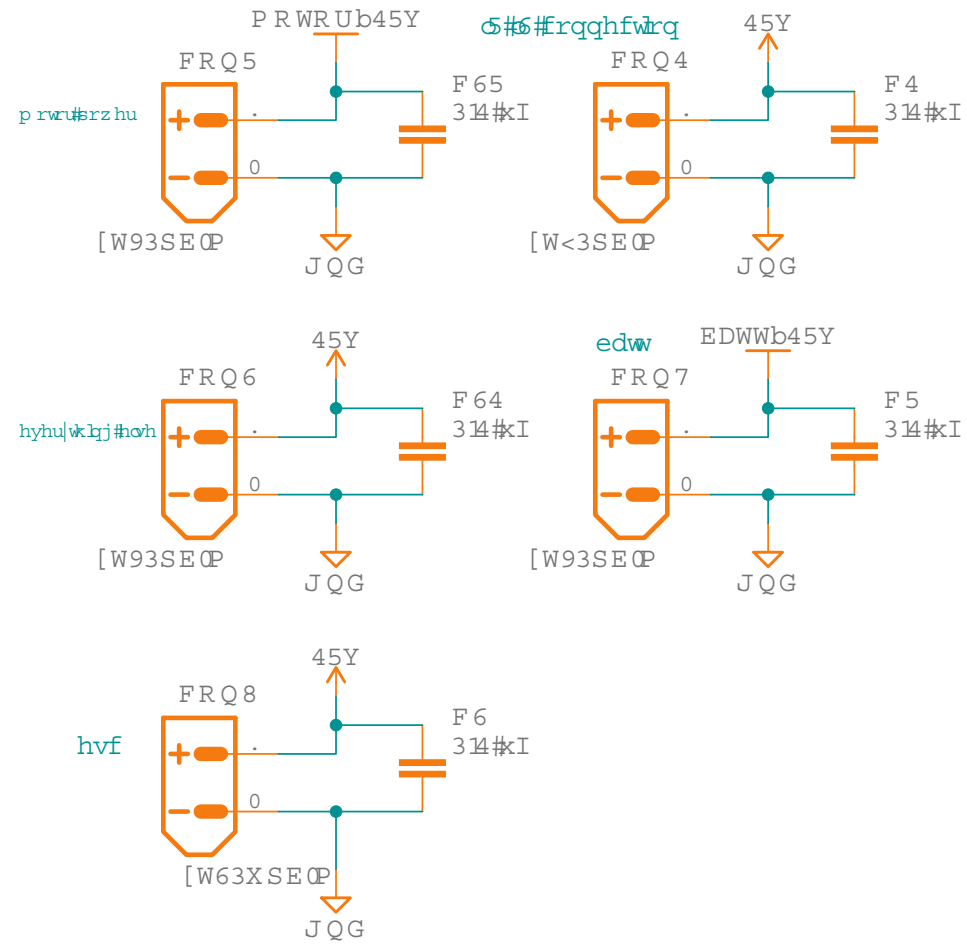 PRWRUb45Y
FRQ5
F65
314#xI
prwru#srzhu
+
.
0
[W93SE0P
JQG
o5#o6#frqqhfwlrq
45Y
FRQ4
F4
314#xI
+
.
0
[W<3SE0P
JQG
45Y
FRQ6
F64
314#xI
hyhu|wklqj#hovh
+
.
0
[W93SE0P
JQG
edww
EDWWb45Y
FRQ7
F5
314#xI
+
.
0
[W93SE0P
JQG
45Y
FRQ8
F6
314#xI
hvf
+
.
0
[W63XSE0P
JQG